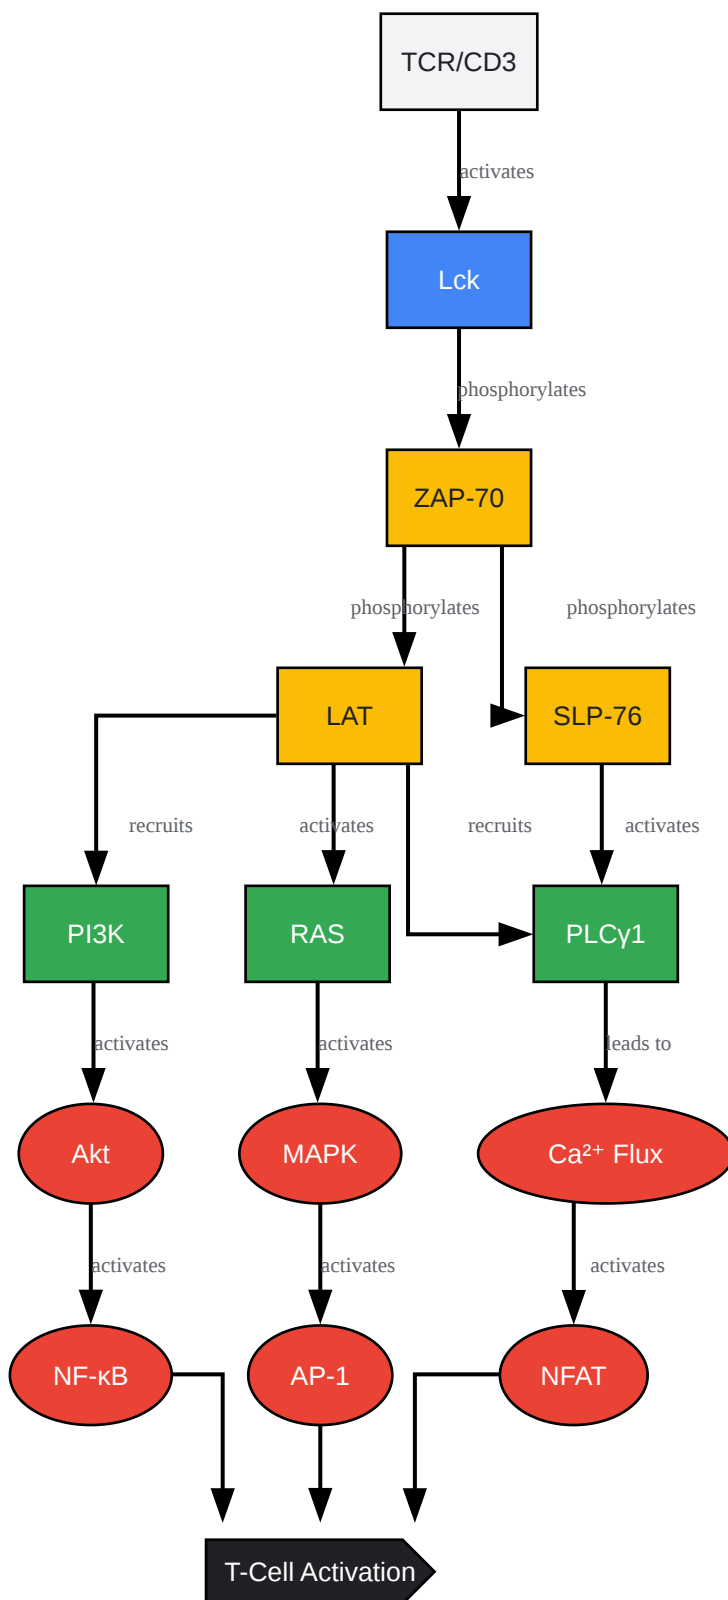 TCR/CD3
activates
Lck
phosphorylates
ZAP-70
phosphorylates
phosphorylates
LAT
SLP-76
recruits
activates
recruits
activates
PI3K
RAS
PLCγ1
activates
activates
leads to
Akt
MAPK
Ca²⁺ Flux
activates
activates
activates
NF-κB
AP-1
NFAT
T-Cell Activation